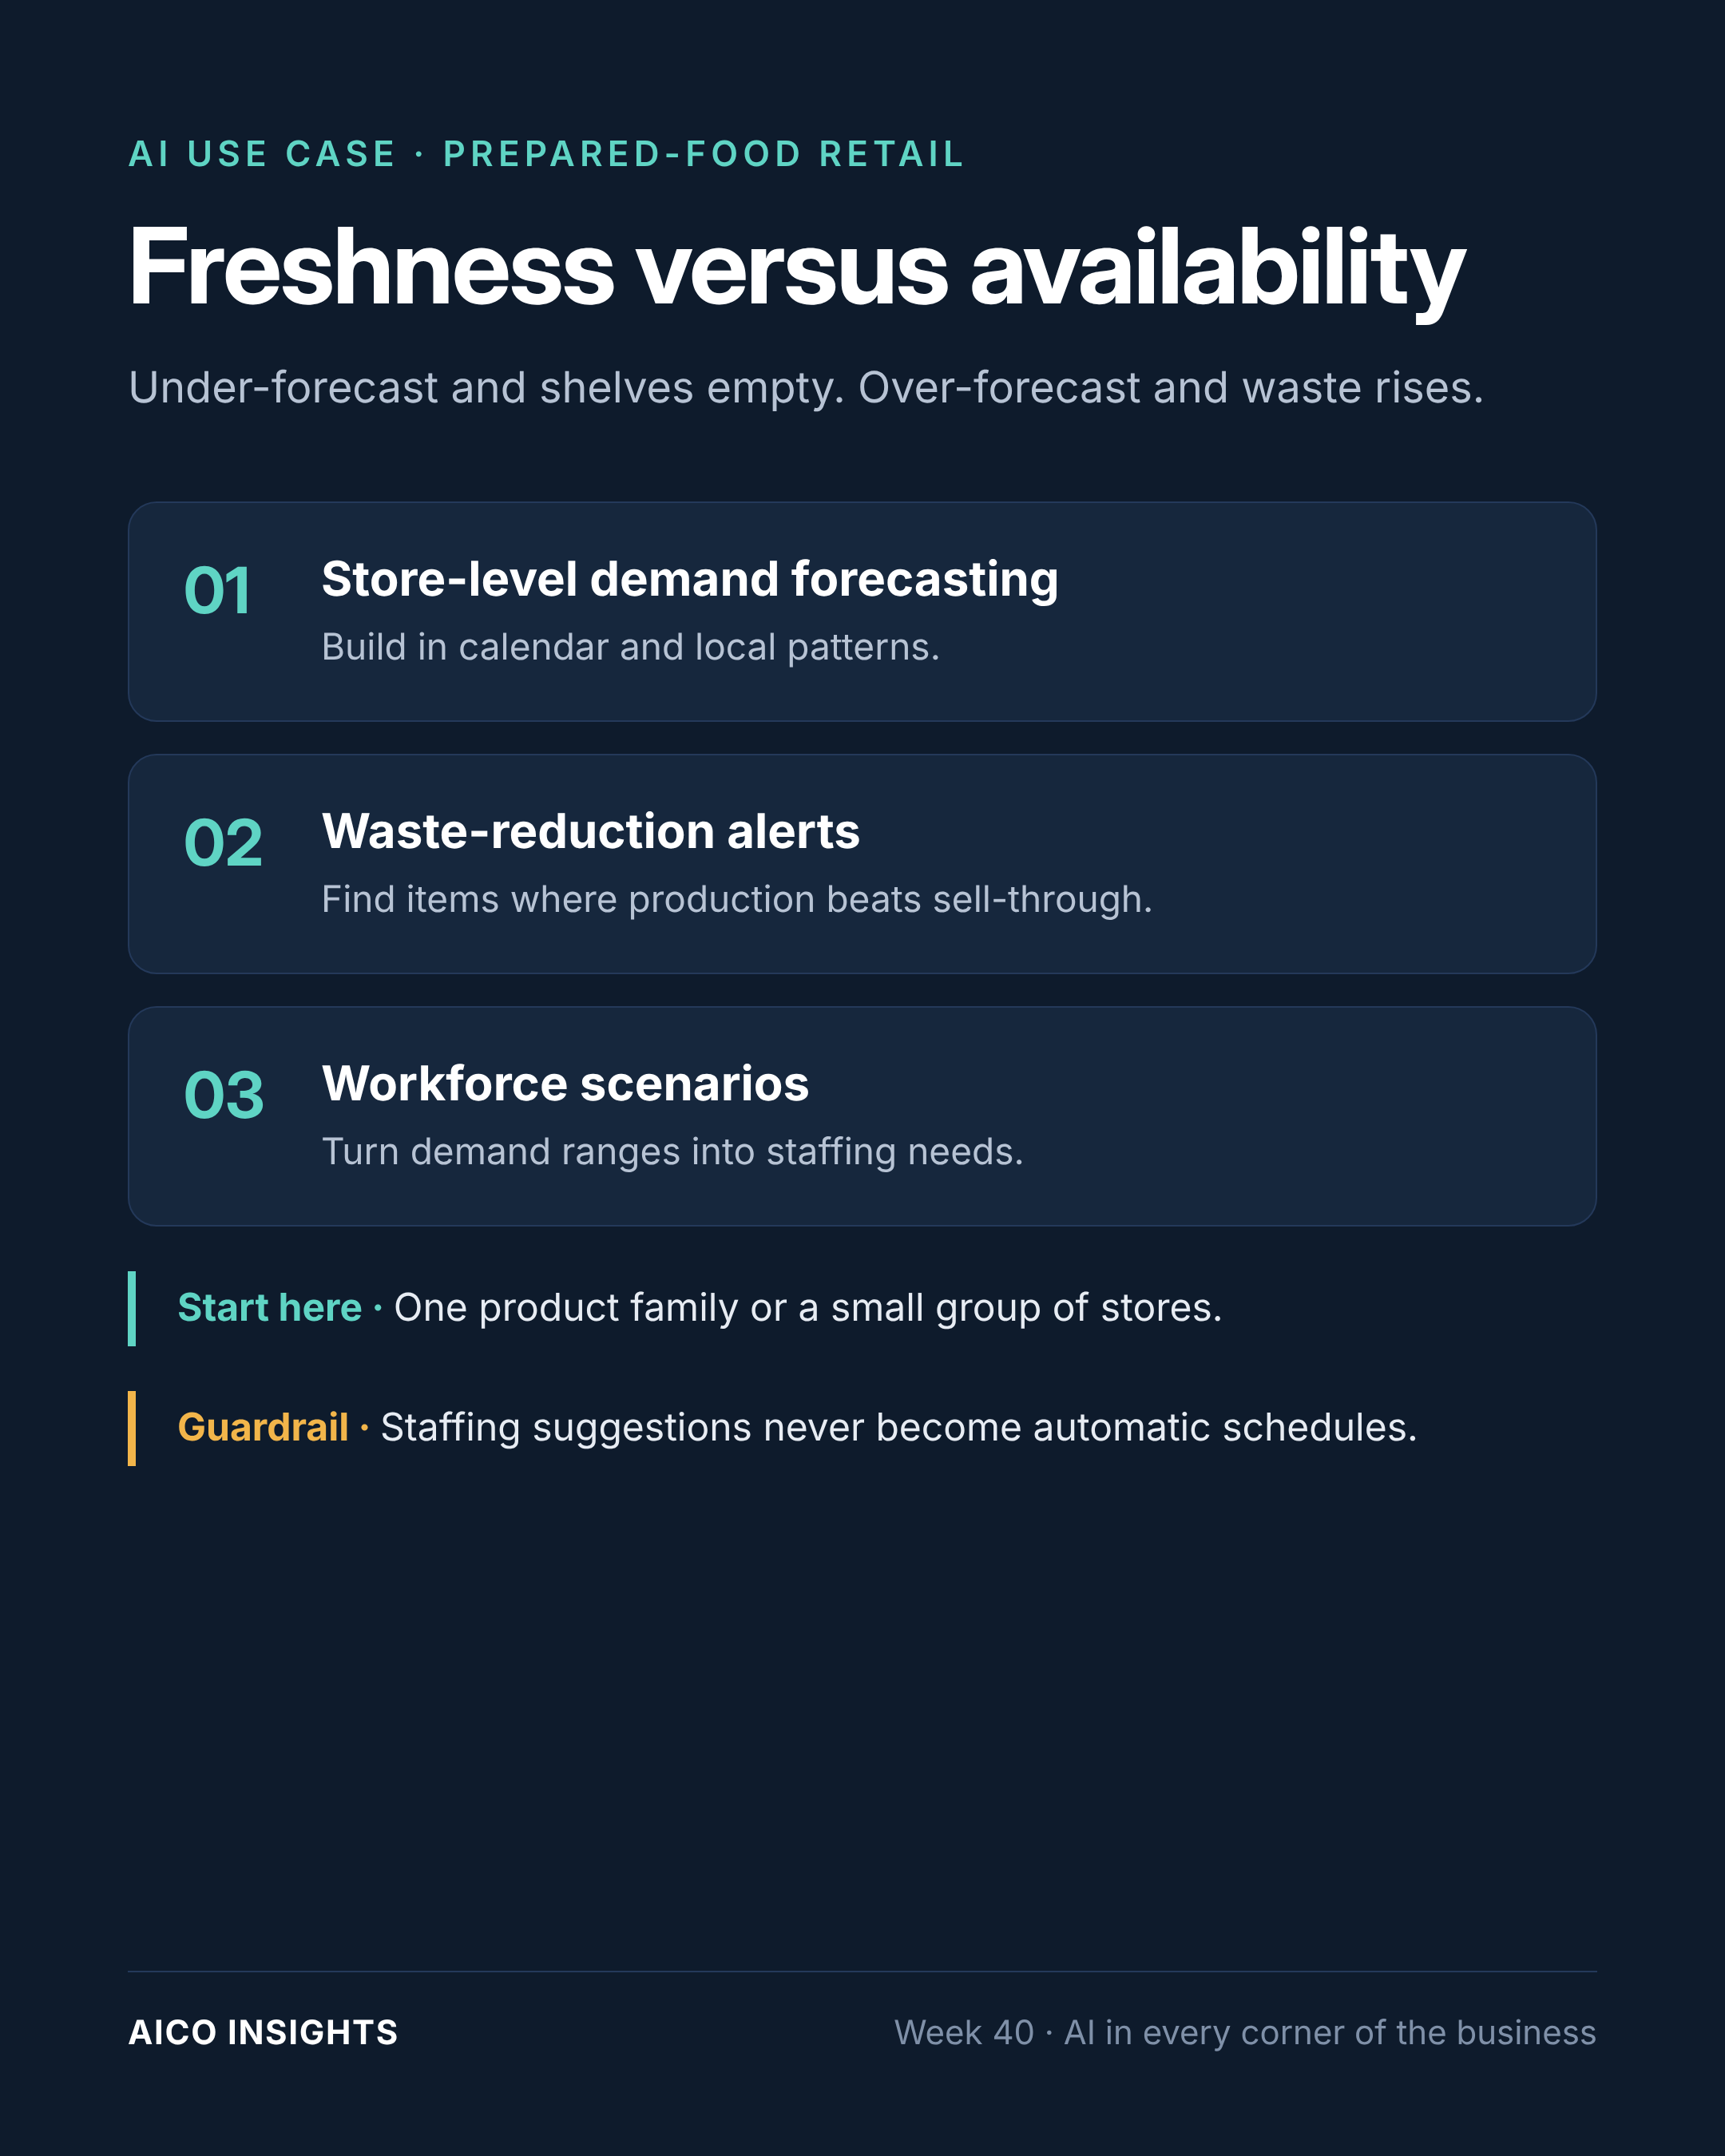 AI USE CASE · PREPARED-FOOD RETAIL
Freshness versus availability
Under-forecast and shelves empty. Over-forecast and waste rises.
01
Store-level demand forecasting
Build in calendar and local patterns.
02
Waste-reduction alerts
Find items where production beats sell-through.
03
Workforce scenarios
Turn demand ranges into staffing needs.
Start here · One product family or a small group of stores.
Guardrail · Staffing suggestions never become automatic schedules.
AICO INSIGHTS
Week 40 · AI in every corner of the business